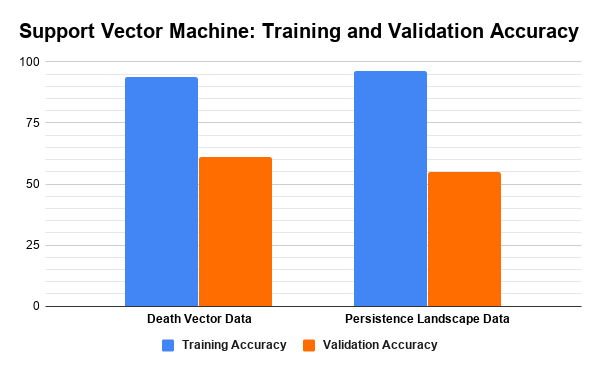 Support Vector Machine: Training and Validation Accuracy
100
75
50
25
0
Death Vector Data
Persistence Landscape Data
Training Accuracy
Validation Accuracy